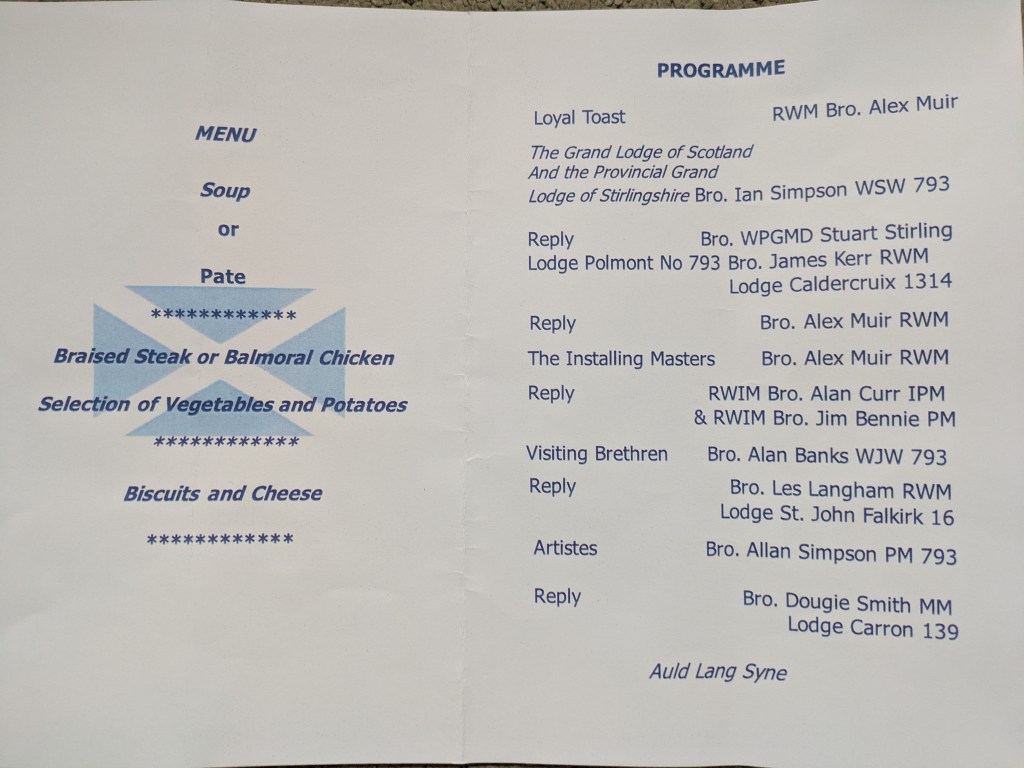 MENU
Soup
or
Pate
************
Braised Steak or Balmoral Chicken
Selection of Vegetables and Potatoes
************
Biscuits and Cheese
************
PROGRAMME
Loyal Toast RWM Bro. Alex Muir
The Grand Lodge of Scotland
And the Provincial Grand
Lodge of Stirlingshire Bro. Ian Simpson WSW 793
Reply Bro. WPGMD Stuart Stirling
Lodge Polmont No 793 Bro. James Kerr RWM
Lodge Caldercruix 1314
Reply Bro. Alex Muir RWM
The Installing Masters Bro. Alex Muir RWM
Reply RWIM Bro. Alan Curr IPM
& RWIM Bro. Jim Bennie PM
Visiting Brethren Bro. Alan Banks WJW 793
Reply Bro. Les Langham RWM
Lodge St. John Falkirk 16
Artistes Bro. Allan Simpson PM 793
Reply Bro. Dougie Smith MM
Lodge Carron 139
Auld Lang Syne